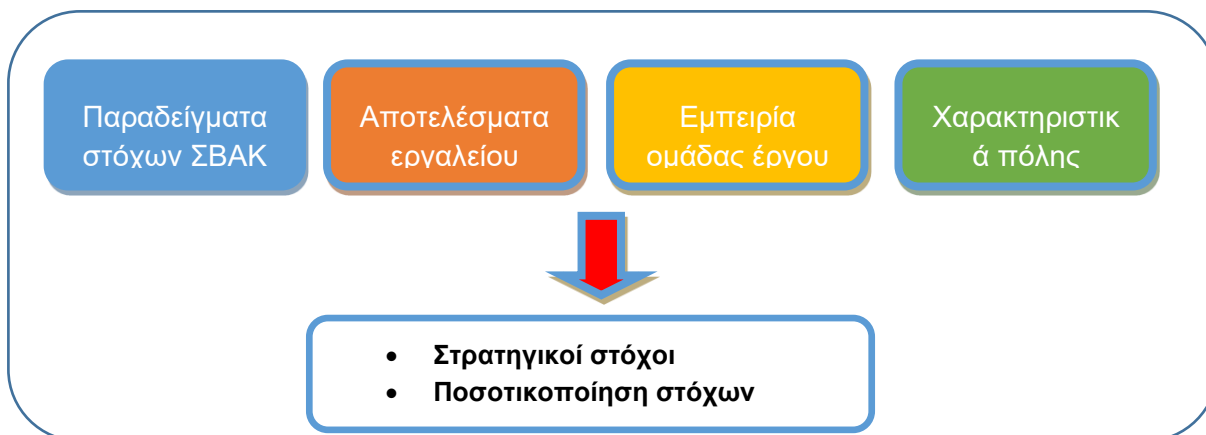 Παραδείγματα
στόχων ΣΒΑΚ
Αποτελέσματα
εργαλείου
Εμπειρία
ομάδας έργου
Χαρακτηριστικ
ά πόλης
• Στρατηγικοί στόχοι
• Ποσοτικοποίηση στόχων